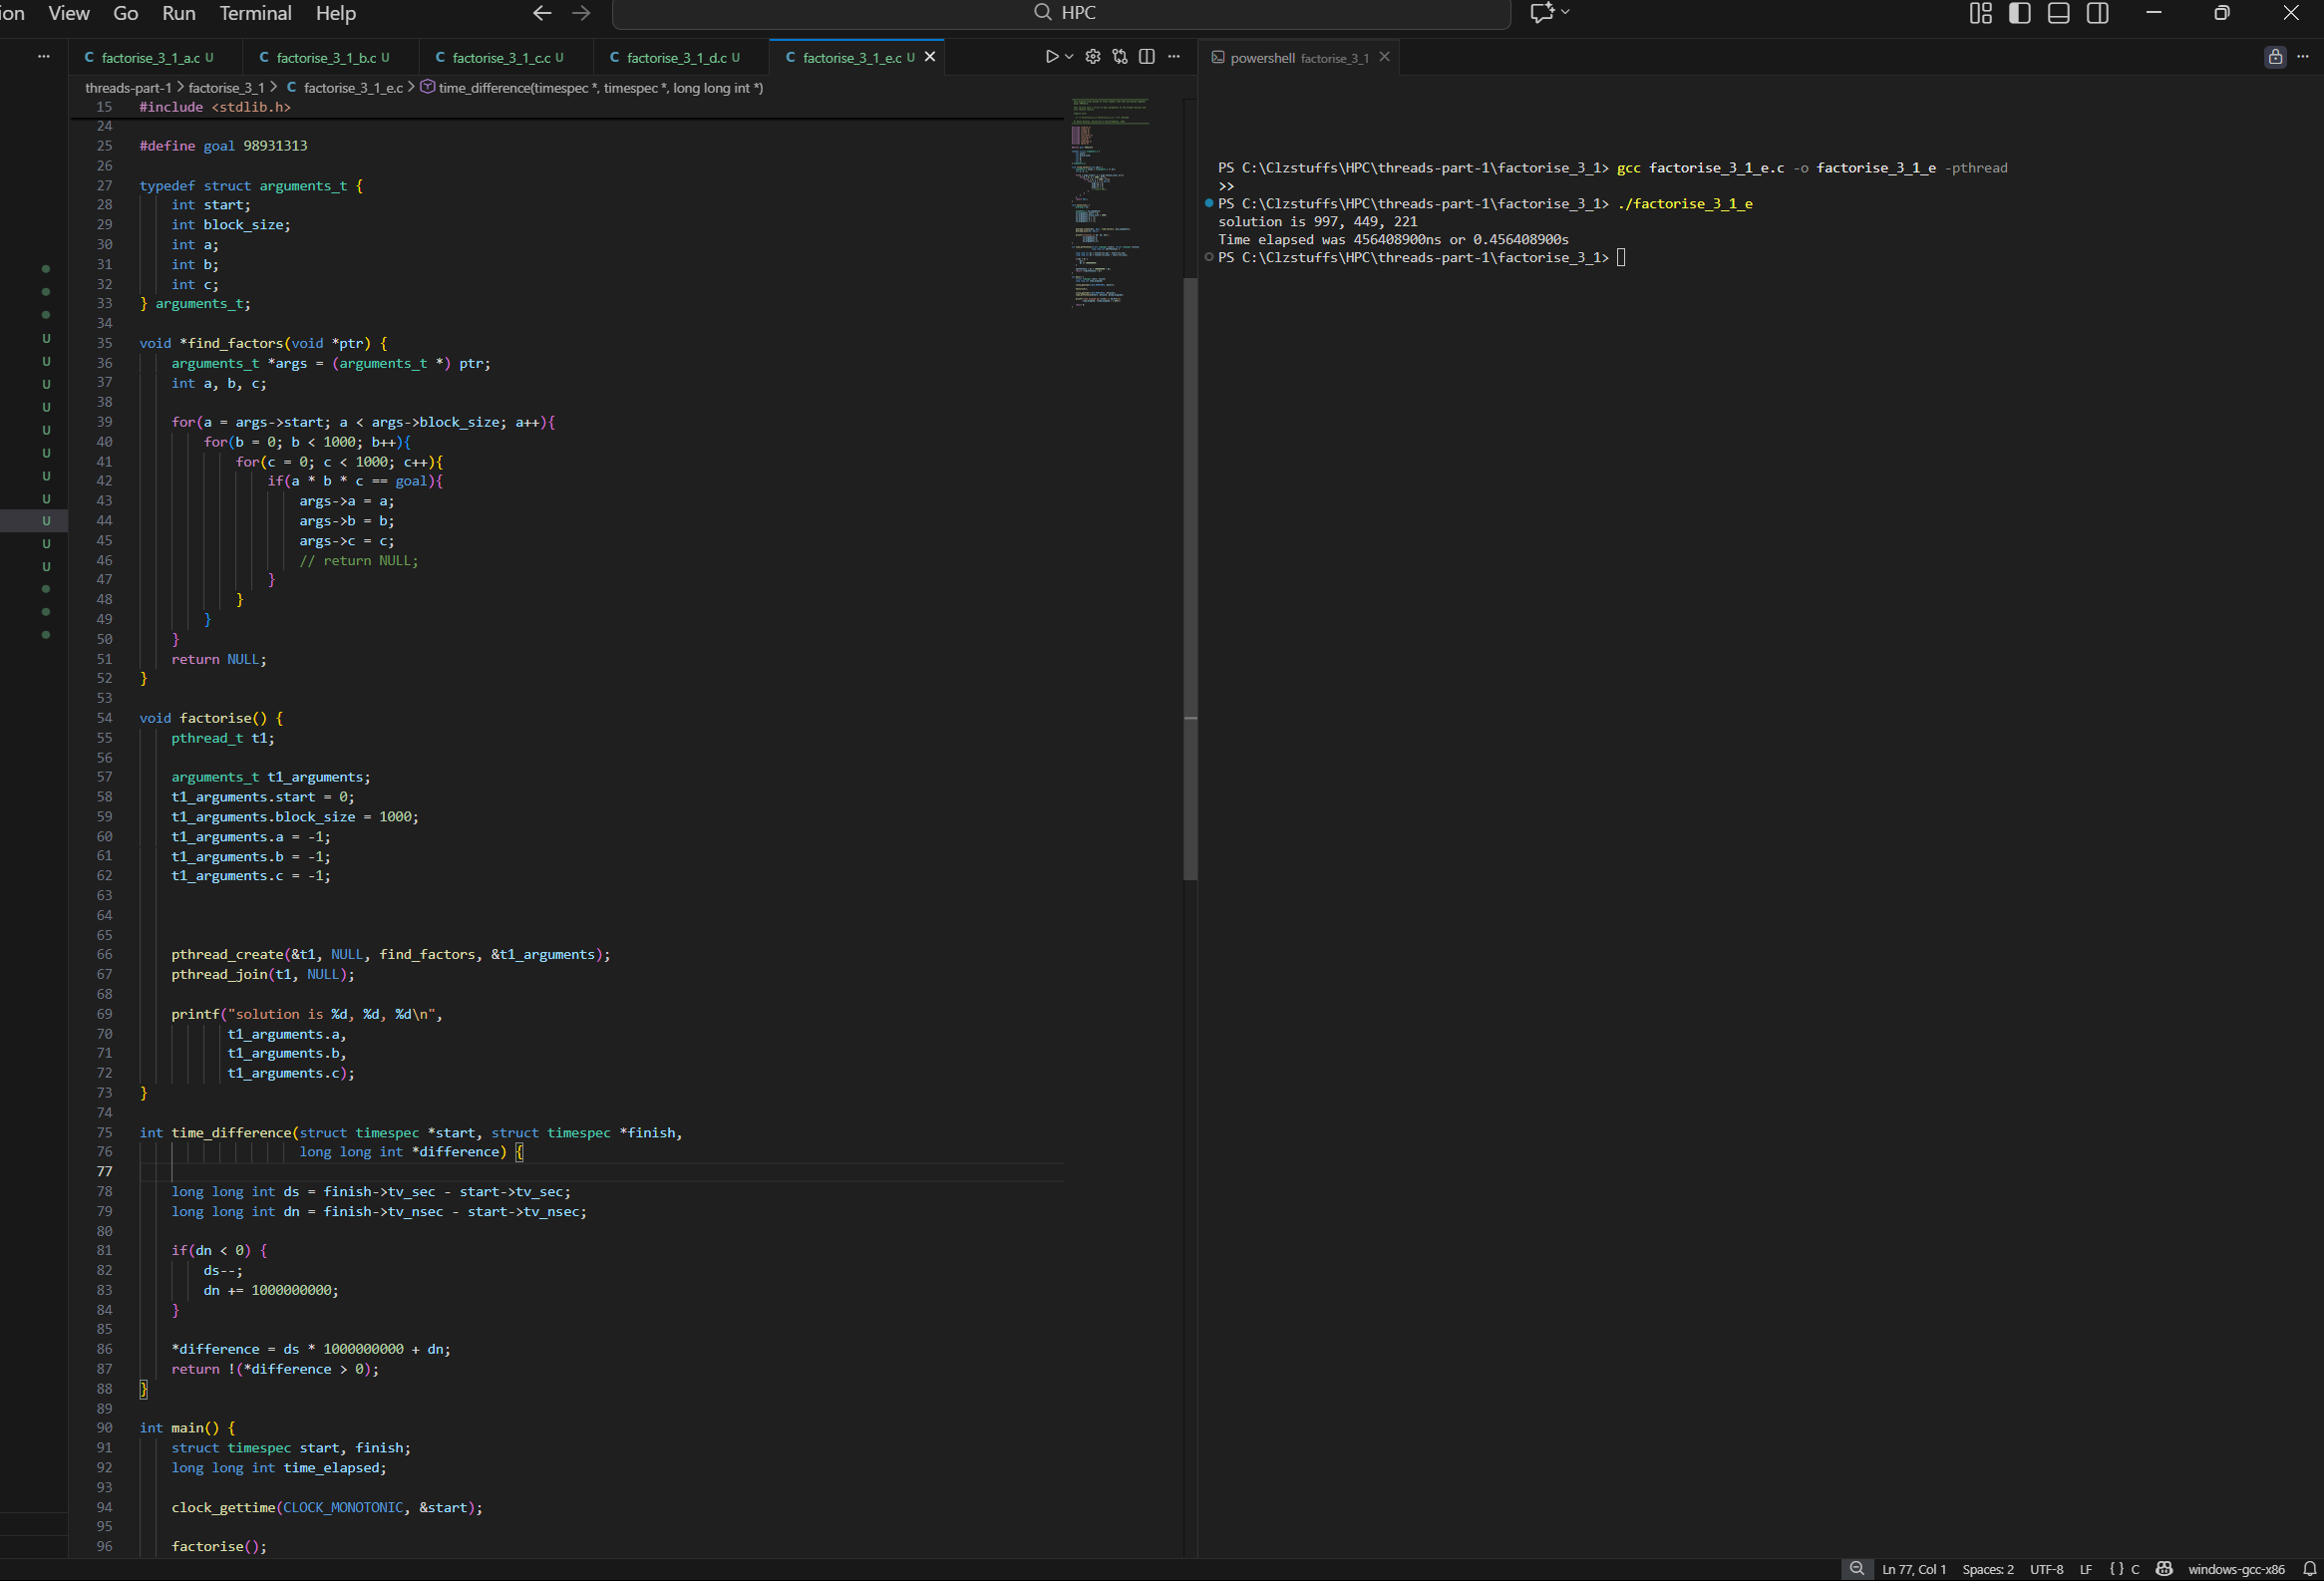 ion View Go Run Terminal Help HPC
factorise_3_1_a.c U factorise_3_1_b.c U factorise_3_1_c.c U factorise_3_1_d.c U factorise_3_1_e.c U
threads-part-1 > factorise_3_1 > C factorise_3_1_e.c > time_difference(timespec *, timespec *, long long int *)
15 #include <stdlib.h>
24
25 #define goal 98931313
26
27 typedef struct arguments_t {
28 int start;
29 int block_size;
30 int a;
31 int b;
32 int c;
33 } arguments_t;
34
35 void *find_factors(void *ptr) {
36 arguments_t *args = (arguments_t *) ptr;
37 int a, b, c;
38
39 for(a = args->start; a < args->block_size; a++){
40 for(b = 0; b < 1000; b++){
41 for(c = 0; c < 1000; c++){
42 if(a * b * c == goal){
43 args->a = a;
44 args->b = b;
45 args->c = c;
46 // return NULL;
47 }
48 }
49 }
50 }
51 return NULL;
52 }
53
54 void factorise() {
55 pthread_t t1;
56
57 arguments_t t1_arguments;
58 t1_arguments.start = 0;
59 t1_arguments.block_size = 1000;
60 t1_arguments.a = -1;
61 t1_arguments.b = -1;
62 t1_arguments.c = -1;
63
64
65
66 pthread_create(&t1, NULL, find_factors, &t1_arguments);
67 pthread_join(t1, NULL);
68
69 printf("solution is %d, %d, %d\n",
70 t1_arguments.a,
71 t1_arguments.b,
72 t1_arguments.c);
73 }
74
75 int time_difference(struct timespec *start, struct timespec *finish,
76 long long int *difference) {
77
78 long long int ds = finish->tv_sec - start->tv_sec;
79 long long int dn = finish->tv_nsec - start->tv_nsec;
80
81 if(dn < 0) {
82 ds--;
83 dn += 1000000000;
84 }
85
86 *difference = ds * 1000000000 + dn;
87 return !(*difference > 0);
88 }
89
90 int main() {
91 struct timespec start, finish;
92 long long int time_elapsed;
93
94 clock_gettime(CLOCK_MONOTONIC, &start);
95
96 factorise();
powershell factorise_3_1
PS C:\Clzstuffs\HPC\threads-part-1\factorise_3_1> gcc factorise_3_1_e.c -o factorise_3_1_e -pthread
>>
PS C:\Clzstuffs\HPC\threads-part-1\factorise_3_1> ./factorise_3_1_e
solution is 997, 449, 221
Time elapsed was 456408900ns or 0.456408900s
PS C:\Clzstuffs\HPC\threads-part-1\factorise_3_1>
Ln 77, Col 1 Spaces: 2 UTF-8 LF {} C windows-gcc-x86